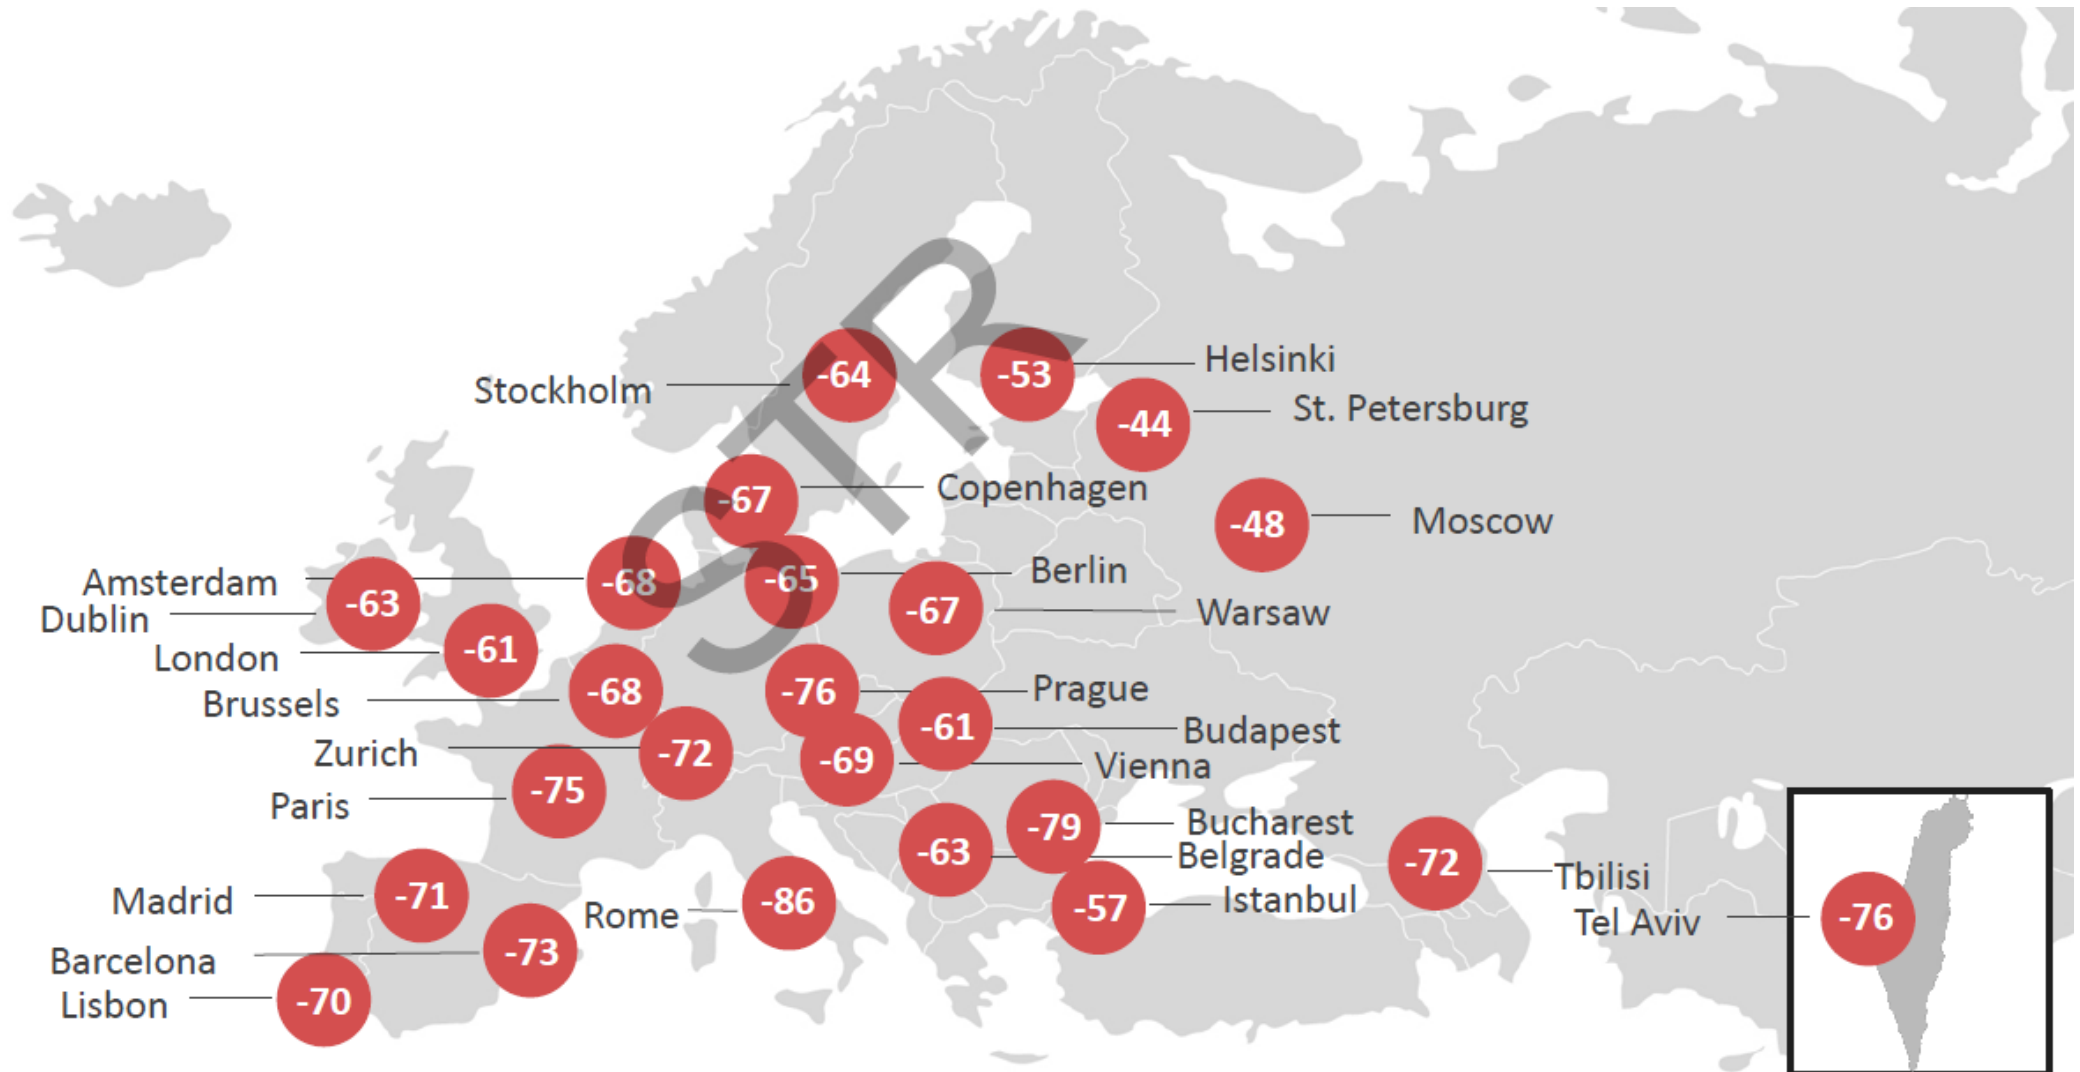 STR
-64
Stockholm
-53
Helsinki
-44
St. Petersburg
-67
Copenhagen
-48
Moscow
Amsterdam
-68
-65
Berlin
Dublin
-63
-67
Warsaw
London
-61
Brussels
-68
-76
Prague
-61
Budapest
Zurich
-72
-69
Vienna
Paris
-75
-79
Bucharest
-63
Belgrade
-72
Tbilisi
Madrid
-71
Rome
-86
-57
Istanbul
Tel Aviv
-76
Barcelona
-73
Lisbon
-70